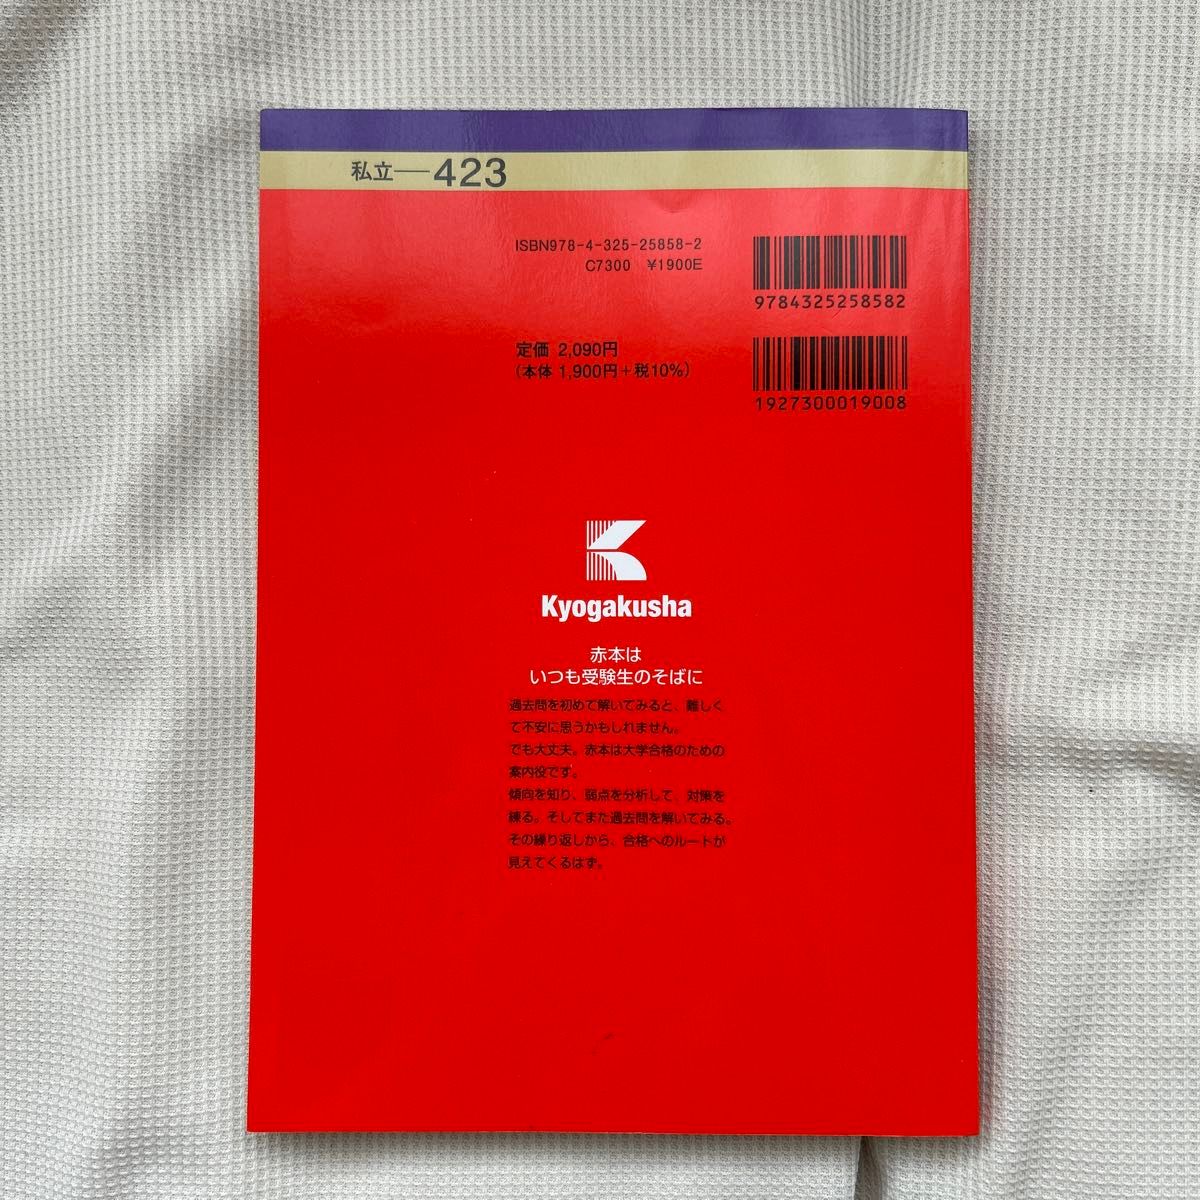 私立―423
ISBN978-4-325-25858-2
C7300 ¥1900E
9784325258582
定価 2,090円
(本体 1,900円+税10%)
1927300019008
Kyogakusha
赤本は
いつも受験生のそばに
過去問を初めて解いてみると、難しく
て不安に思うかもしれません。
でも大丈夫。赤本は大学合格のための
案内役です。
傾向を知り、弱点を分析して、対策を
練る。そしてまた過去問を解いてみる。
その繰り返しから、合格へのルートが
見えてくるはず。